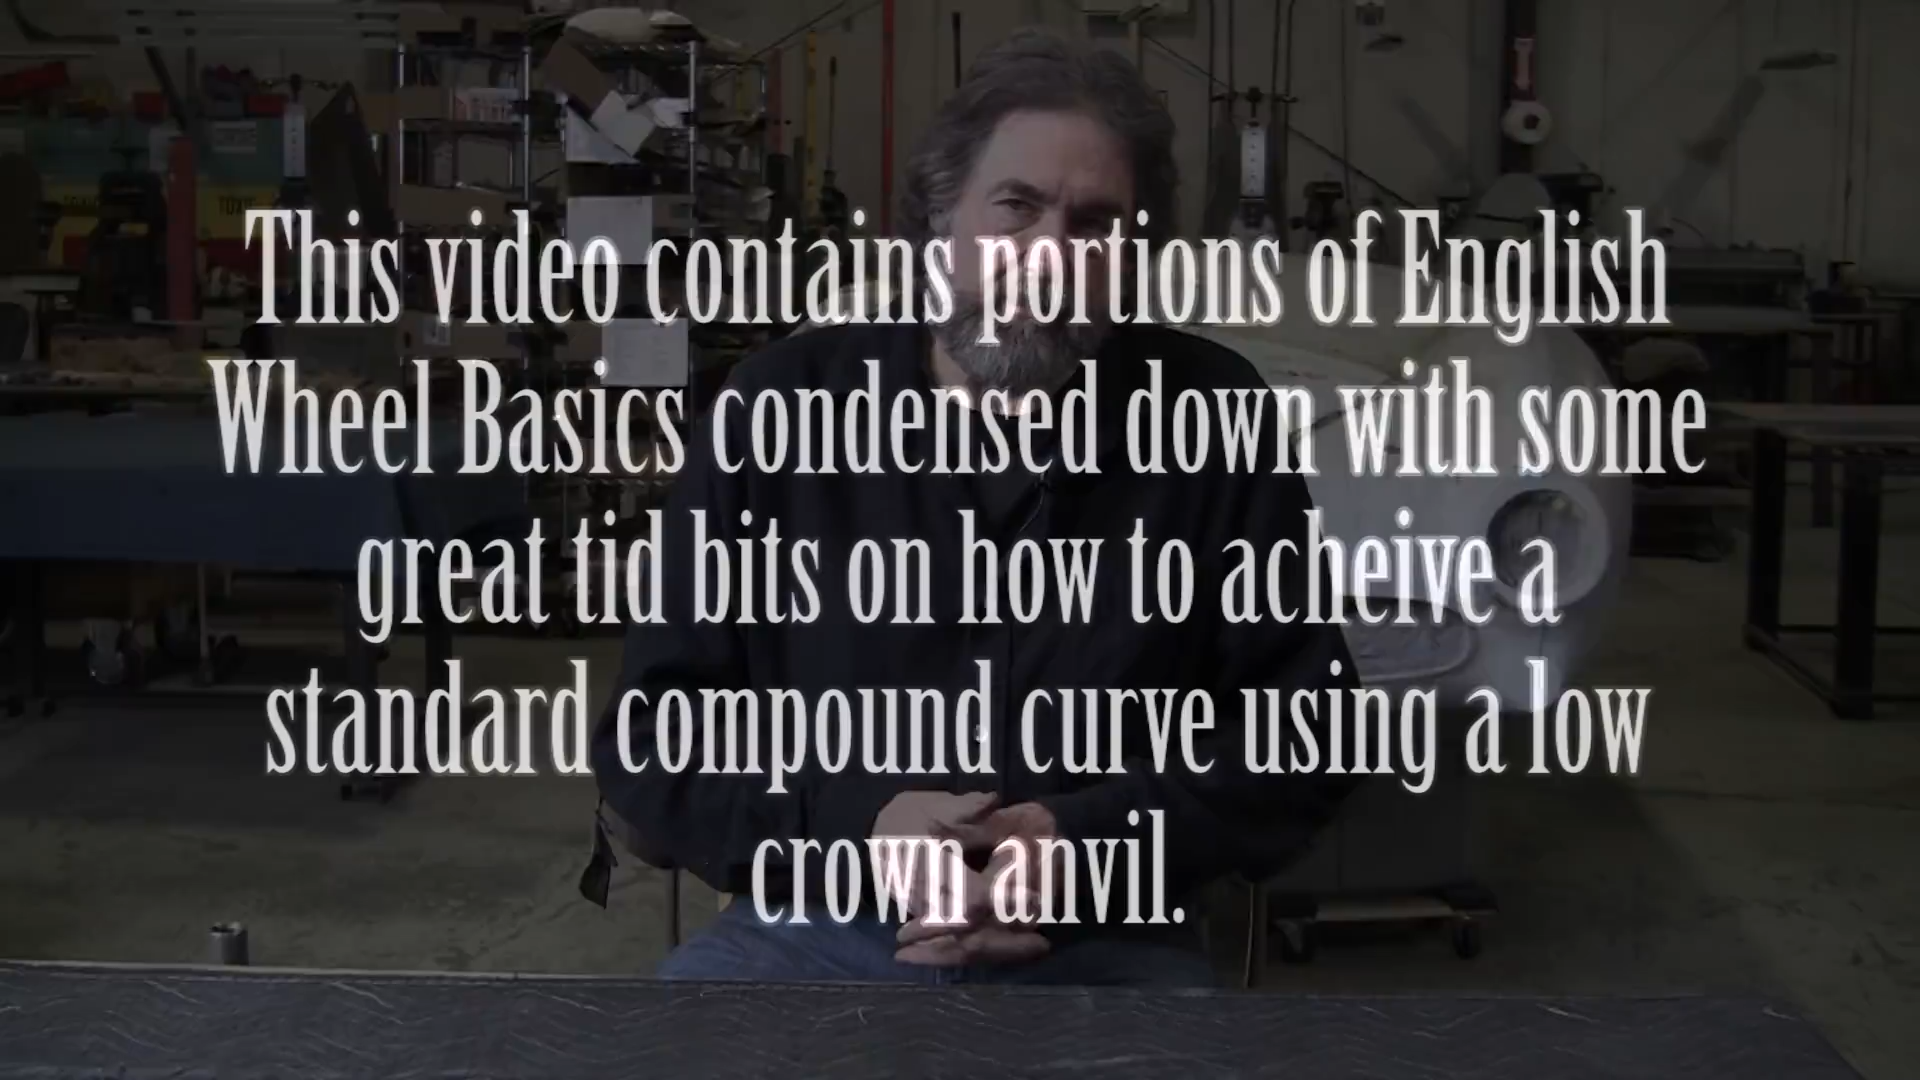 This video contains portions of English
Wheel Basics condensed down with some
great tid bits on how to acheive a
standard compound curve using a low
crown anvil.